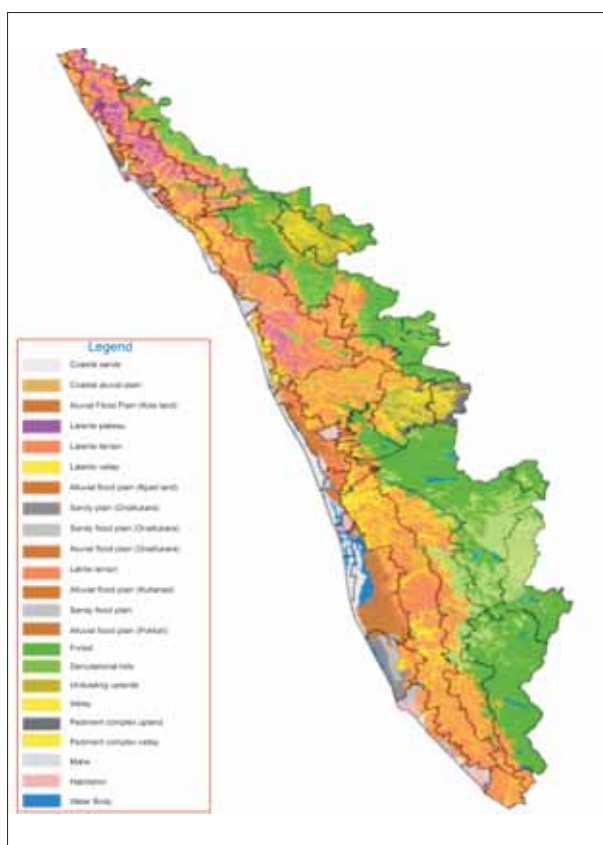 Legend
Coastal sands
Coastal alluvial plain
Alluvial Flood Plain (Kole land)
Laterite plateau
Laterite terrain
Laterite valley
Alluvial flood plain (Kyari land)
Sandy plain (Onattukara)
Sandy flood plain (Onattukara)
Alluvial flood plain (Onattukara)
terrain
Alluvial flood plain (Kuttanad)
Sandy flood plain
Alluvial flood plain (Pokkali)
Forest
Denudational hills
Undulating uplands
Valley
Pediment complex upland
Pediment complex valley
Mahe
Habitation
Water Body